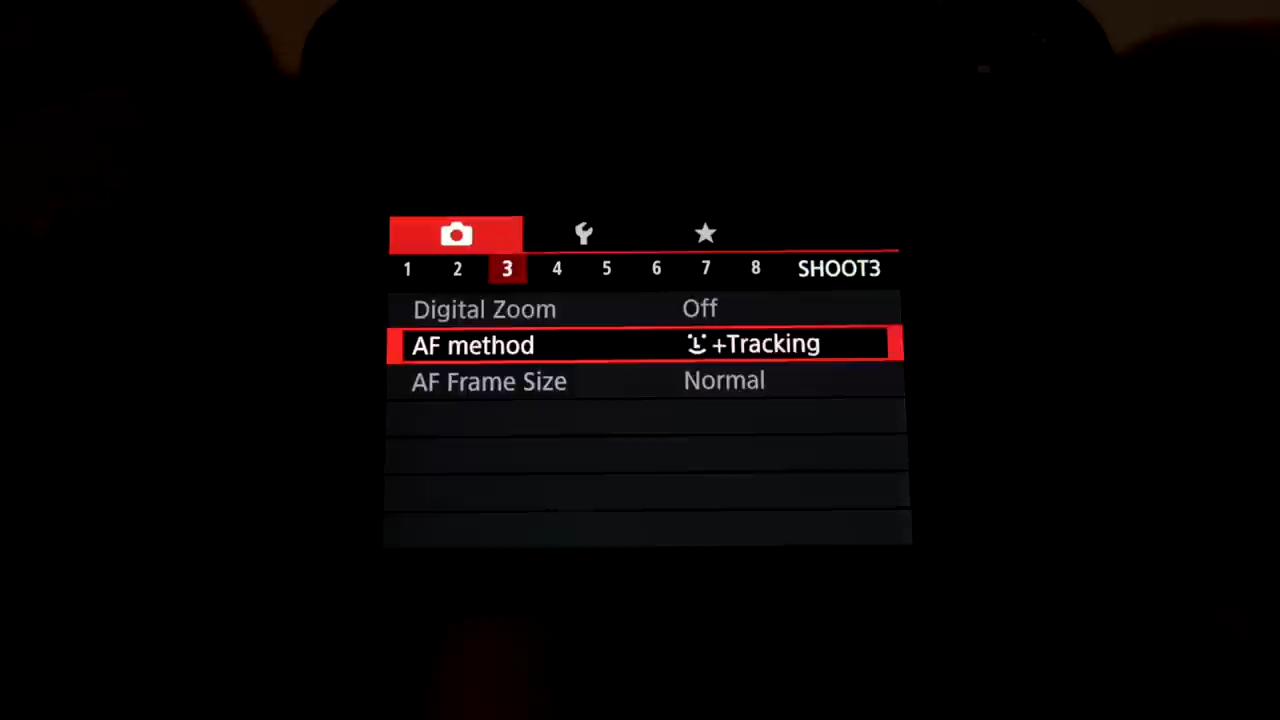 1 2 3 4 5 6 7 8 SHOOT3
Digital Zoom Off
AF method +Tracking
AF Frame Size Normal